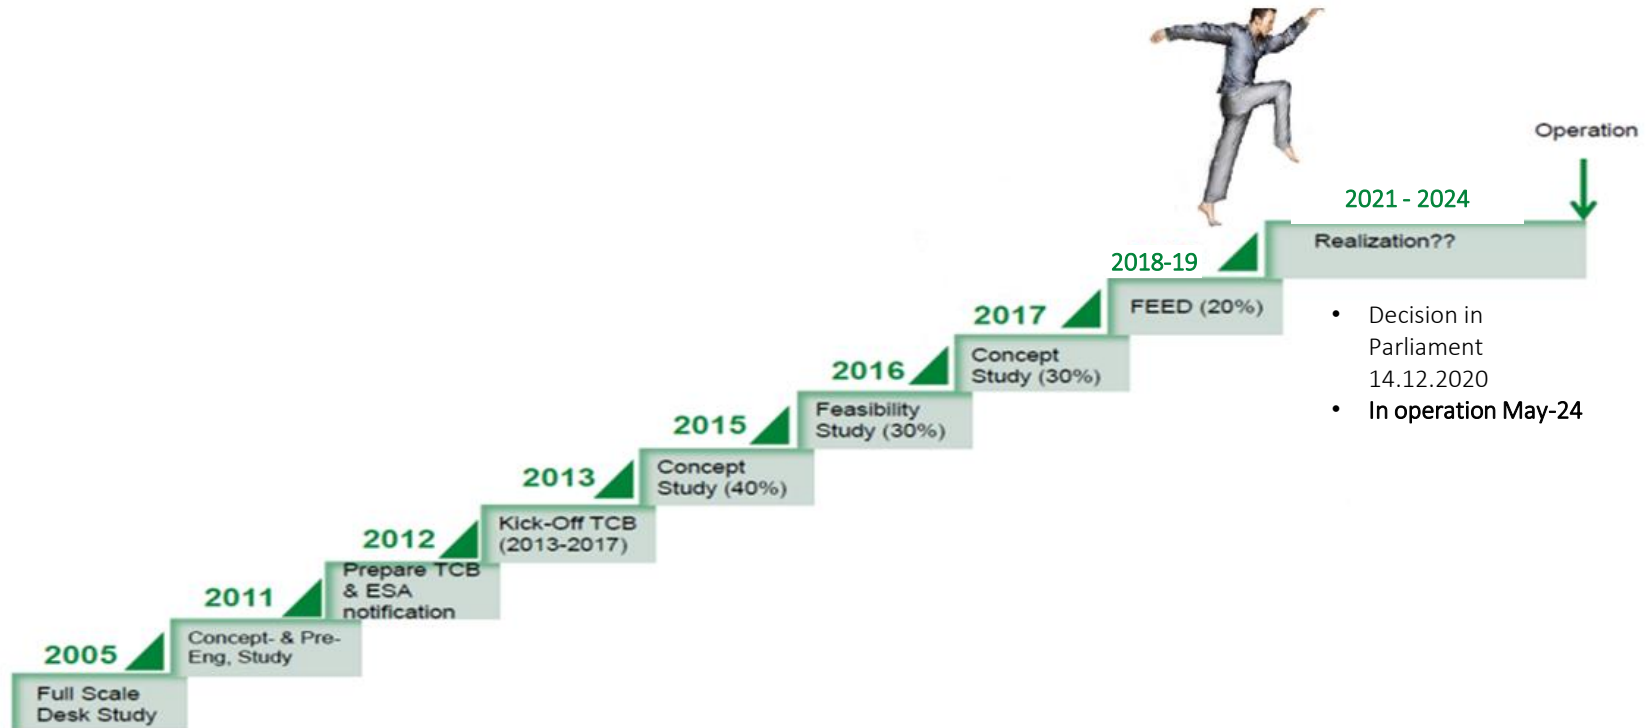 2005
Full Scale
Desk Study
2011
Concept- & Pre-
Eng, Study
2012
Prepare TCB
& ESA
notification
2013
Kick-Off TCB
(2013-2017)
2015
Concept
Study (40%)
2016
Feasibility
Study (30%)
2017
Concept
Study (30%)
2018-19
FEED (20%)
2021 - 2024
Realization??
Operation
• Decision in
Parliament
14.12.2020
• In operation May-24